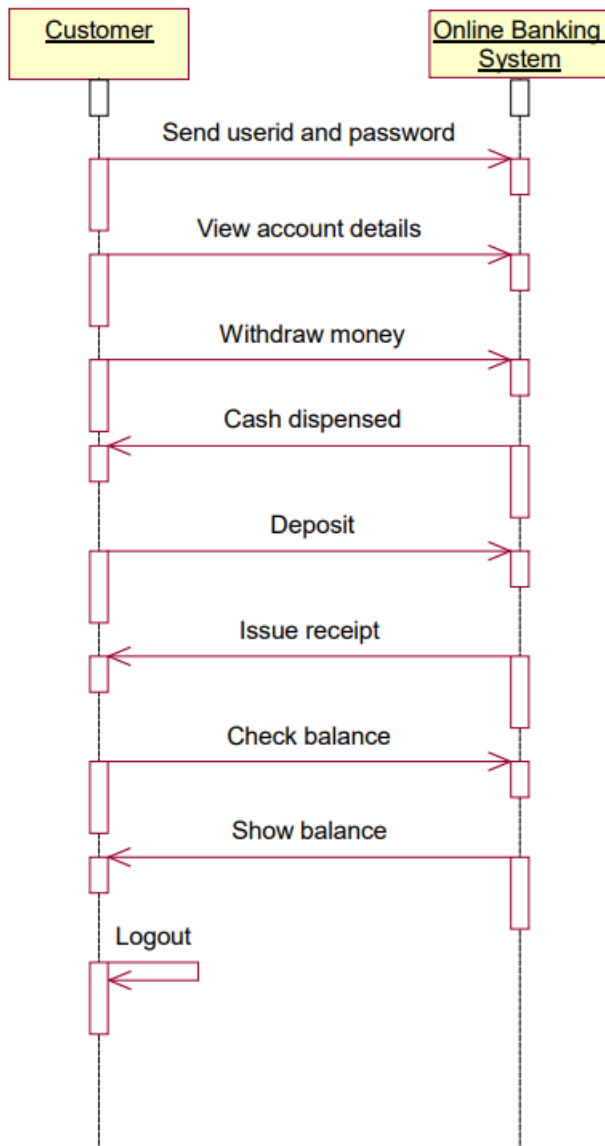 Customer
Online Banking
System
Send userid and password
View account details
Withdraw money
Cash dispensed
Deposit
Issue receipt
Check balance
Show balance
Logout